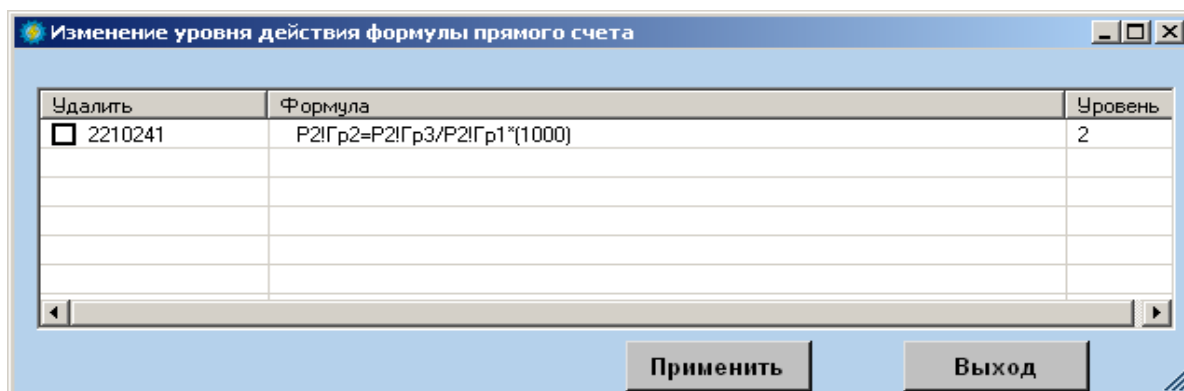 Изменение уровня действия формулы прямого счета
Удалить Формула Уровень
2210241 Р2!Гр2=Р2!Гр3/Р2!Гр1*(1000) 2
Применить Выход